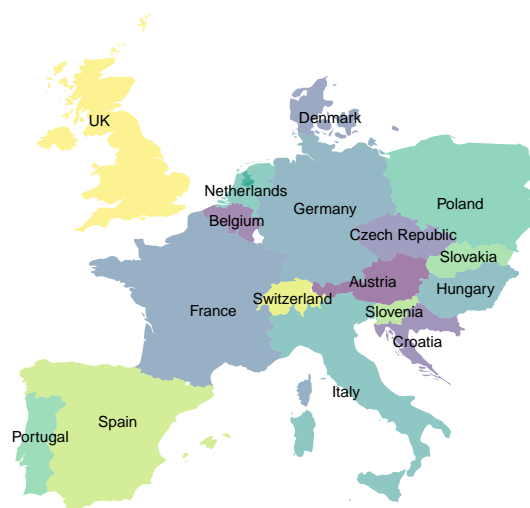 UK
Denmark
Netherlands
Germany
Poland
Belgium
Czech Republic
Slovakia
Switzerland
Austria
Hungary
France
Slovenia
Croatia
Italy
Spain
Portugal